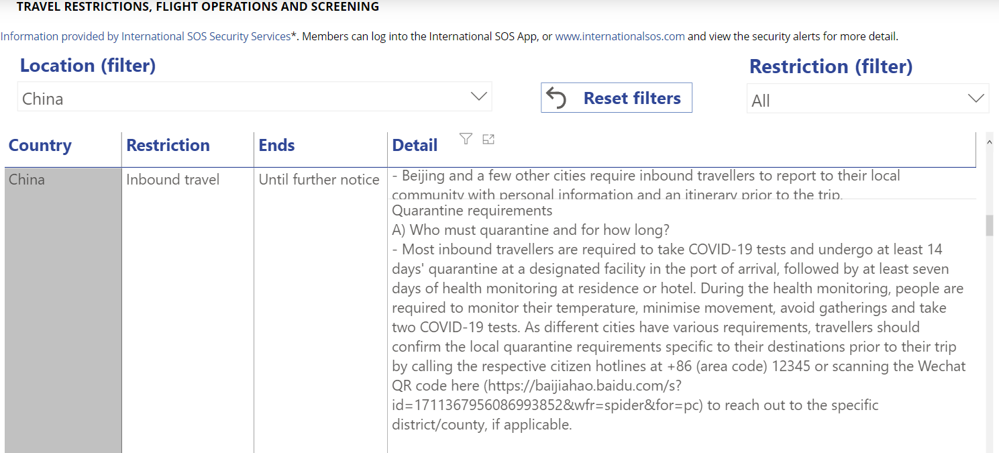 TRAVEL RESTRICTIONS, FLIGHT OPERATIONS AND SCREENING
Information provided by International SOS Security Services*. Members can log into the International SOS App, or www.internationalsos.com and view the security alerts for more detail.
Location (filter)
Restriction (filter)
China
Reset filters
All
Country
Restriction
Ends
Detail
China
Inbound travel
Until further notice
- Beijing and a few other cities require inbound travellers to report to their local
community with personal information and an itinerary prior to the trip.
Quarantine requirements
A) Who must quarantine and for how long?
- Most inbound travellers are required to take COVID-19 tests and undergo at least 14
days' quarantine at a designated facility in the port of arrival, followed by at least seven
days of health monitoring at residence or hotel. During the health monitoring, people are
required to monitor their temperature, minimise movement, avoid gatherings and take
two COVID-19 tests. As different cities have various requirements, travellers should
confirm the local quarantine requirements specific to their destinations prior to their trip
by calling the respective citizen hotlines at +86 (area code) 12345 or scanning the Wechat
QR code here (https://baijiahao.baidu.com/s?
id=1711367956086993852&wfr=spider&for=pc) to reach out to the specific
district/county, if applicable.